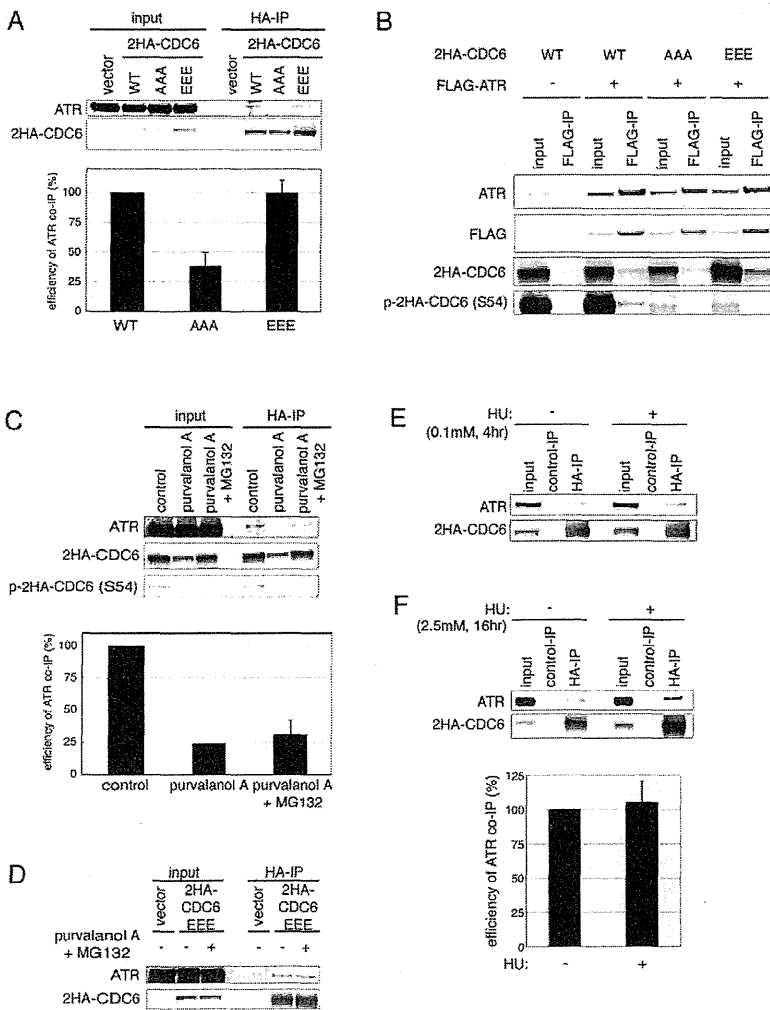 A
input
HA-IP
2HA-CDC6
2HA-CDC6
vector
WT
AAA
EEE
vector
WT
AAA
EEE
ATR
2HA-CDC6
efficiency of ATR co-IP (%)
100
75
50
25
0
WT
AAA
EEE
B
2HA-CDC6
WT
WT
AAA
EEE
FLAG-ATR
-
+
+
+
input
FLAG-IP
input
FLAG-IP
input
FLAG-IP
input
FLAG-IP
ATR
FLAG
2HA-CDC6
p-2HA-CDC6 (S54)
C
input
HA-IP
control
purvalanol A
purvalanol A
+ MG132
control
purvalanol A
purvalanol A
+ MG132
ATR
2HA-CDC6
p-2HA-CDC6 (S54)
efficiency of ATR co-IP (%)
100
75
50
25
0
control
purvalanol A
purvalanol A
+ MG132
D
input
HA-IP
vector
2HA-
CDC6
EEE
vector
2HA-
CDC6
EEE
purvalanol A
+ MG132
-
-
+
-
-
+
ATR
2HA-CDC6
E
HU:
(0.1mM, 4hr)
-
+
input
control-IP
HA-IP
input
control-IP
HA-IP
ATR
2HA-CDC6
F
HU:
(2.5mM, 16hr)
-
+
input
control-IP
HA-IP
input
control-IP
HA-IP
ATR
2HA-CDC6
efficiency of ATR co-IP (%)
125
100
75
50
25
0
HU:
-
+